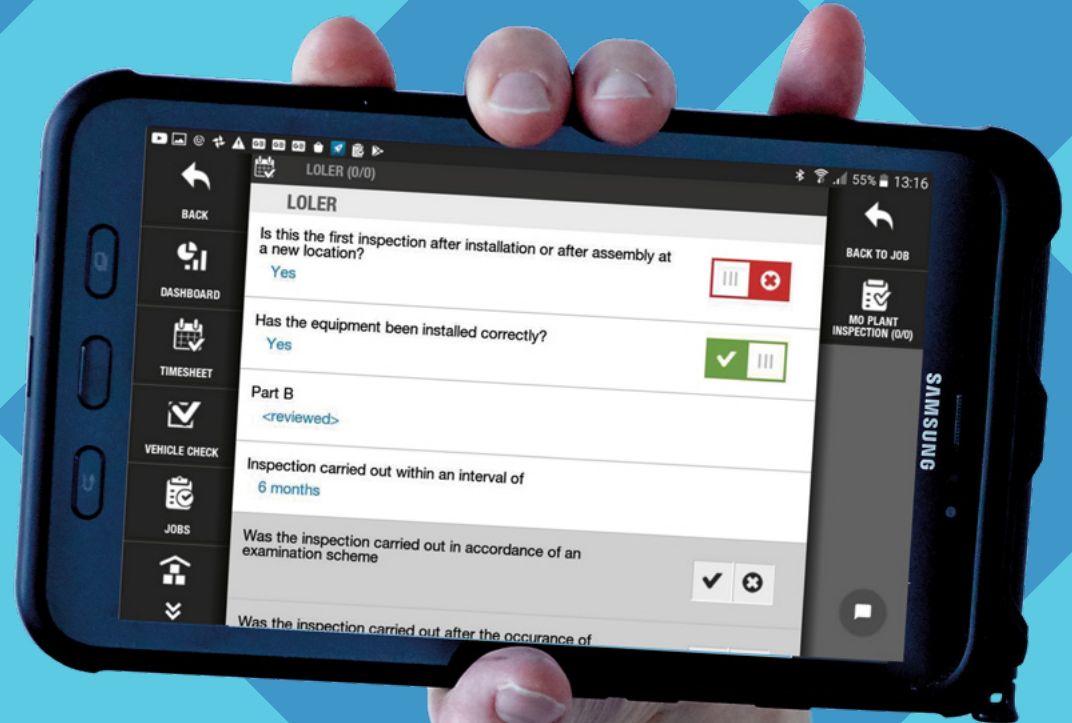 LOLER (0/0)
55% 13:16
BACK
DASHBOARD
TIMESHEET
VEHICLE CHECK
JOBS
LOLER
Is this the first inspection after installation or after assembly at
a new location?
Yes
Has the equipment been installed correctly?
Yes
Part B
<reviewed>
Inspection carried out within an interval of
6 months
Was the inspection carried out in accordance of an
examination scheme
Was the inspection carried out after the occurance of
BACK TO JOB
MO PLANT
INSPECTION (0/0)
SAMSUNG